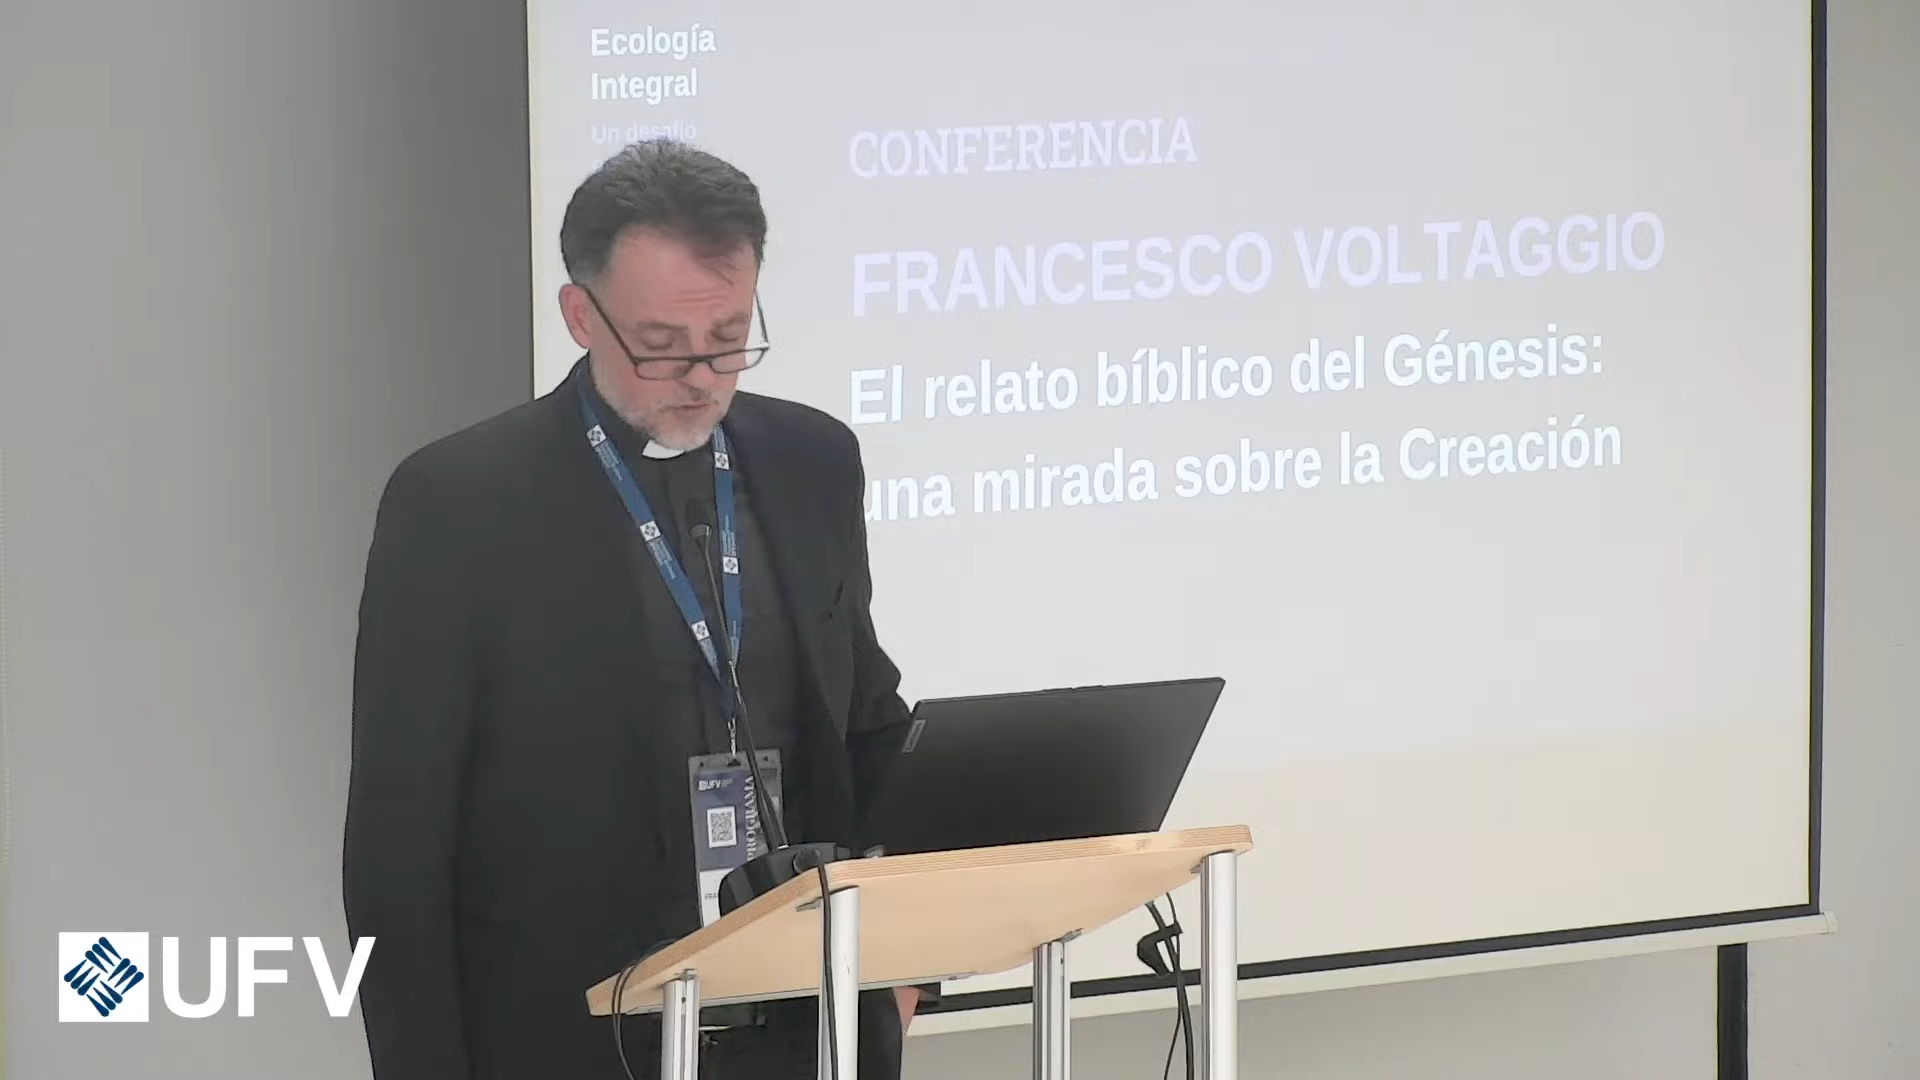 Ecología
Integral
Un desafío
CONFERENCIA
FRANCESCO VOLTAGGIO
El relato bíblico del Génesis:
una mirada sobre la Creación
UFV
PROGRAMA
UFV